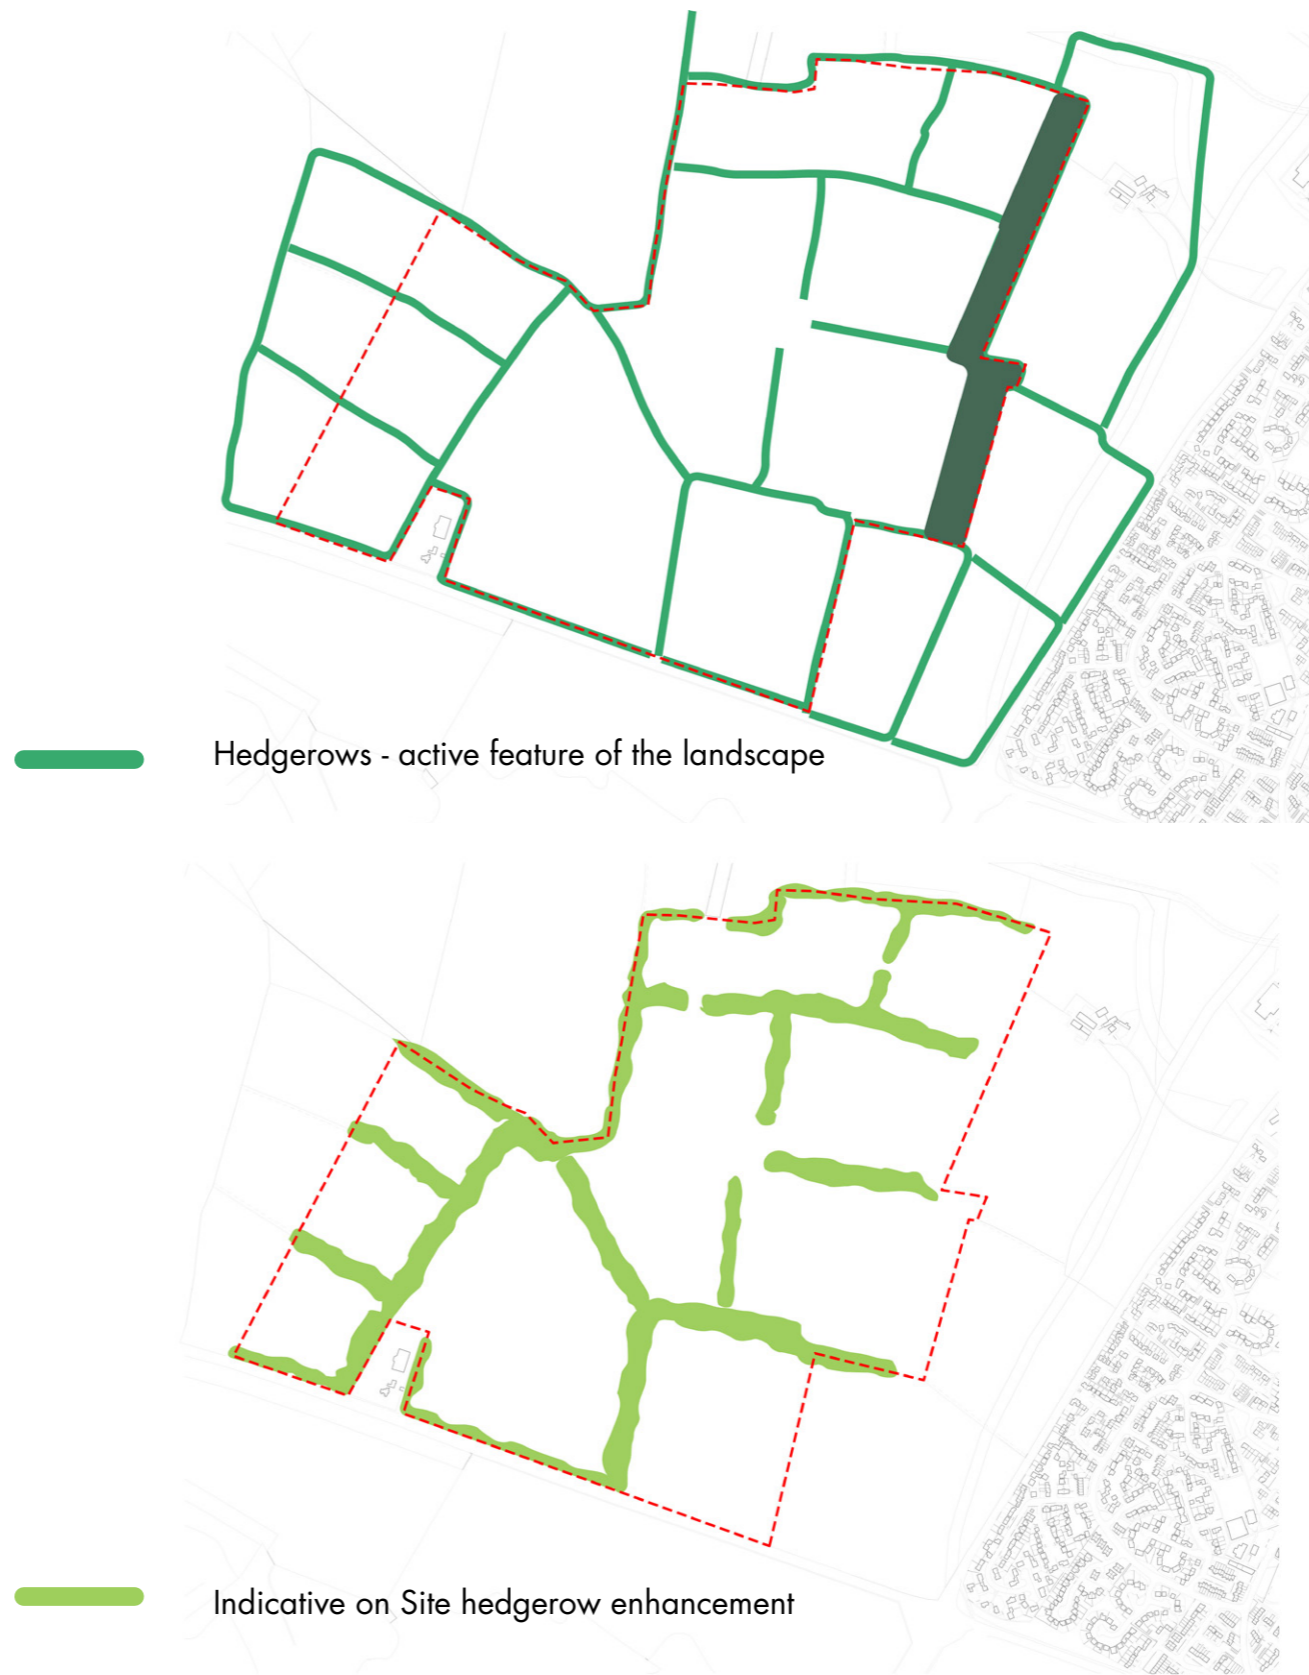 Hedgerows - active feature of the landscape
Indicative on Site hedgerow enhancement